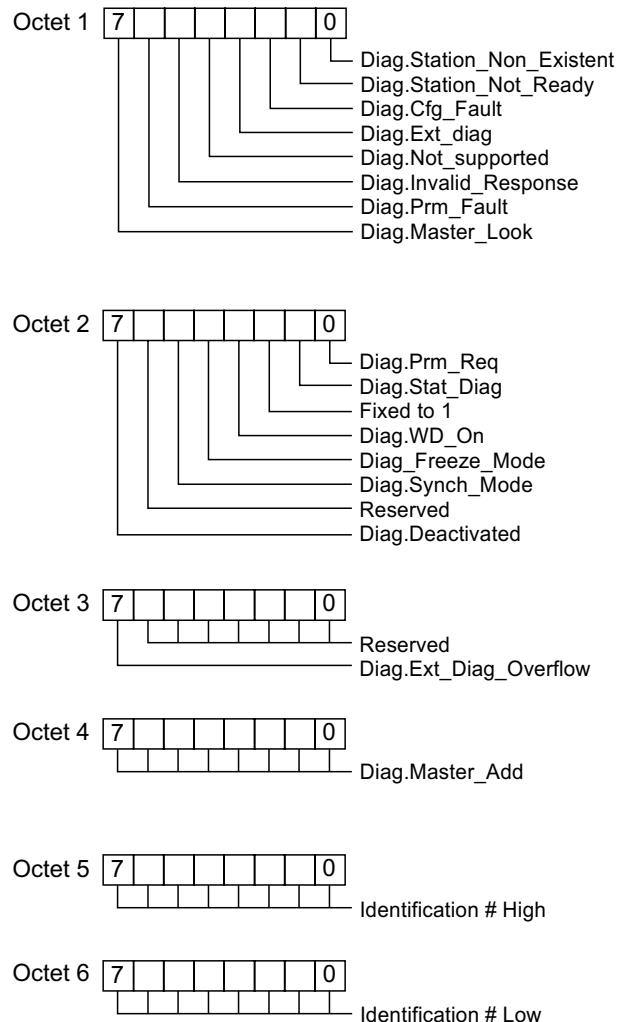 Octet 1 7 0
Diag.Station_Non_Existent
Diag.Station_Not_Ready
Diag.Cfg_Fault
Diag.Ext_diag
Diag.Not_supported
Diag.Invalid_Response
Diag.Prm_Fault
Diag.Master_Look
Octet 2 7 0
Diag.Prm_Req
Diag.Stat_Diag
Fixed to 1
Diag.WD_On
Diag_Freeze_Mode
Diag.Synch_Mode
Reserved
Diag.Deactivated
Octet 3 7 0
Reserved
Diag.Ext_Diag_Overflow
Octet 4 7 0
Diag.Master_Add
Octet 5 7 0
Identification # High
Octet 6 7 0
Identification # Low